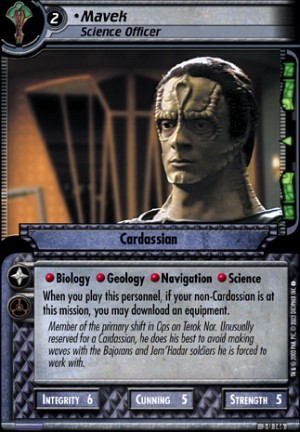 2 •Mavek
Science Officer
Cardassian
Biology Geology Navigation Science
When you play this personnel, if your non-Cardassian is at
this mission, you may download an equipment.
Member of the primary shift in Ops on Terok Nor. Unusually
reserved for a Cardassian, he does his best to avoid making
waves with the Bajorans and Jem'Hadar soldiers he is forced to
work with.
INTEGRITY 6 CUNNING 5 STRENGTH 5